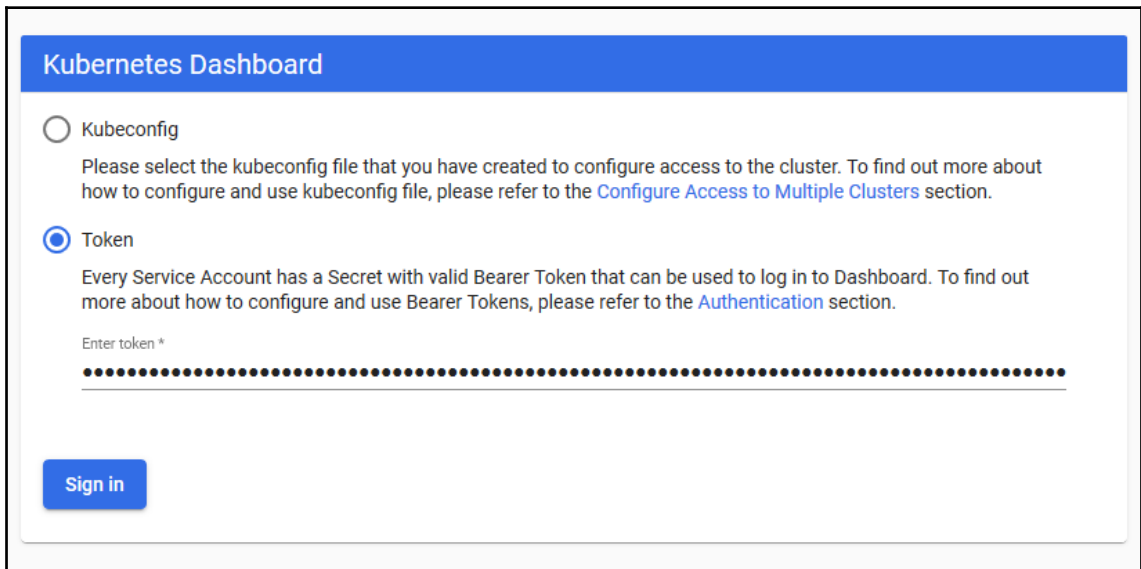 Kubernetes Dashboard
Kubeconfig
Please select the kubeconfig file that you have created to configure access to the cluster. To find out more about
how to configure and use kubeconfig file, please refer to the Configure Access to Multiple Clusters section.
Token
Every Service Account has a Secret with valid Bearer Token that can be used to log in to Dashboard. To find out
more about how to configure and use Bearer Tokens, please refer to the Authentication section.
Enter token *
Sign in